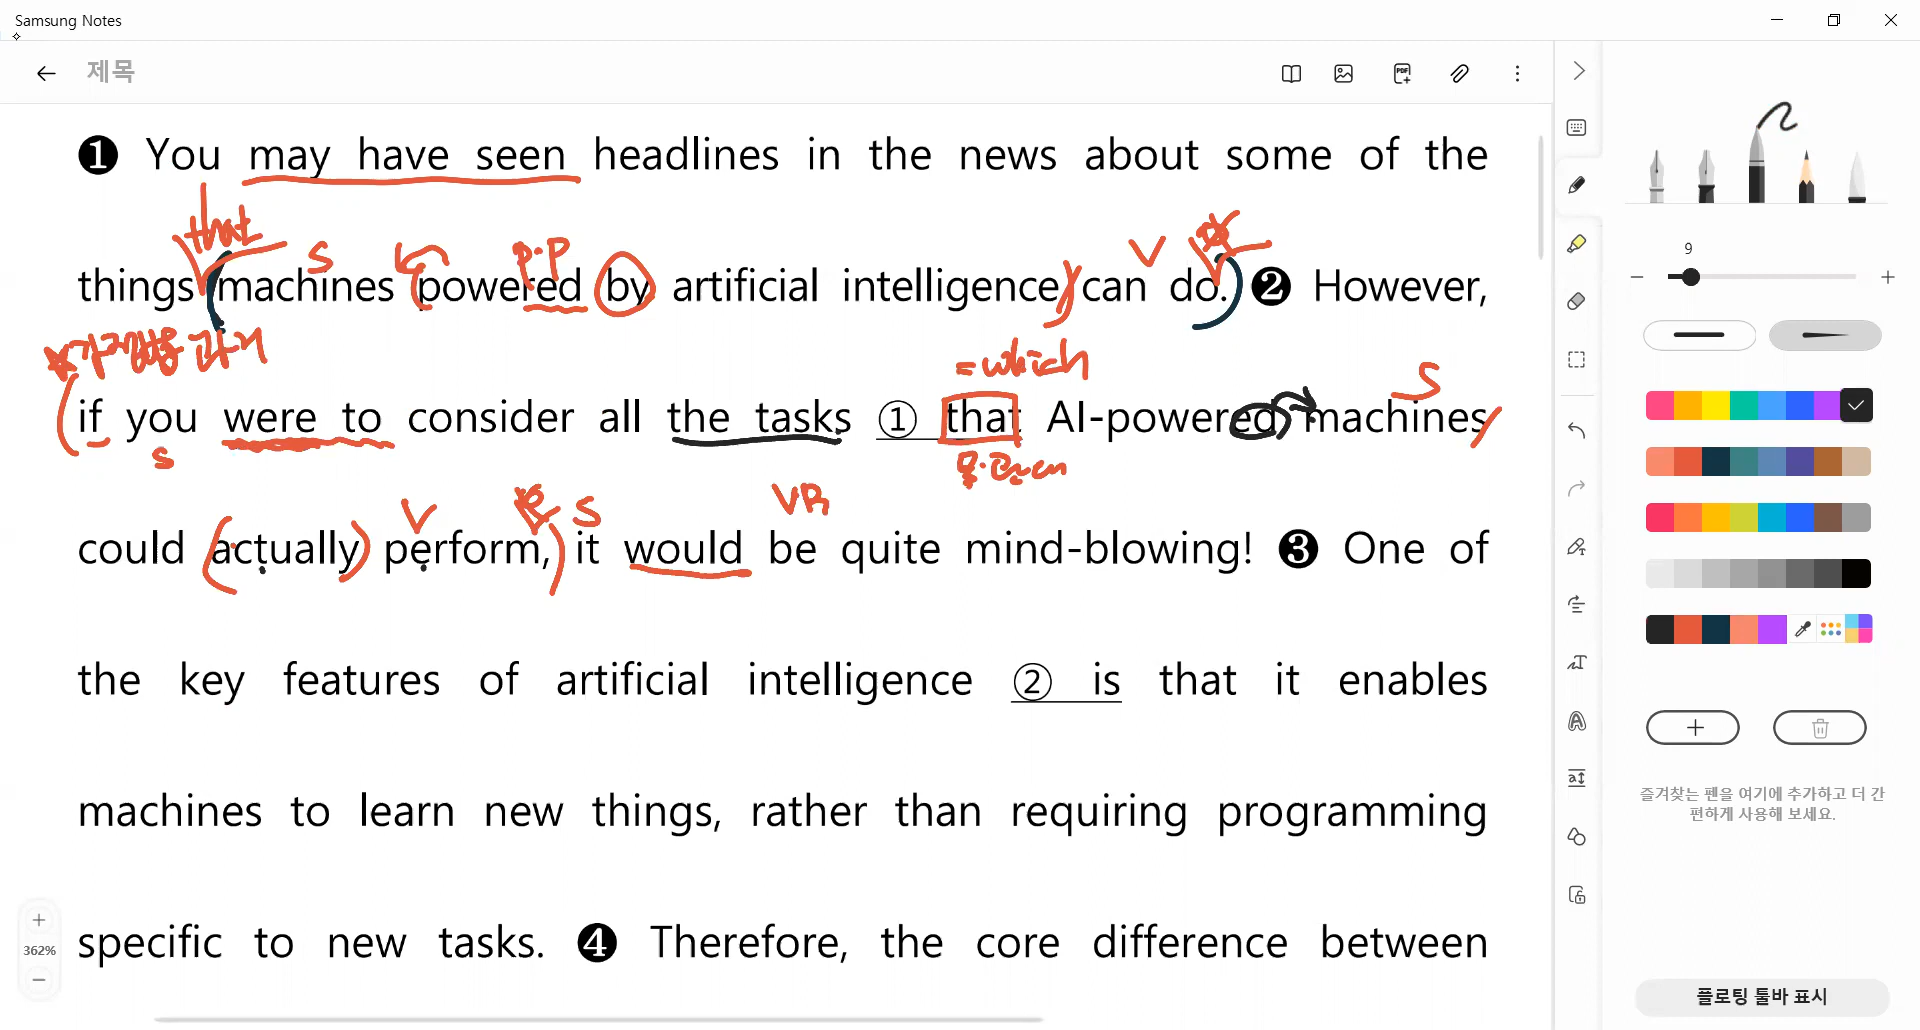 Samsung Notes
제목
❶ You may have seen headlines in the news about some of the
that
S
p.p
V
things machines powered by artificial intelligence can do. ❷ However,
가정법 과거
=which
S
if you were to consider all the tasks ① that AI-powered machines
S
V
S
VR
could actually perform, it would be quite mind-blowing! ❸ One of
the key features of artificial intelligence ② is that it enables
machines to learn new things, rather than requiring programming
specific to new tasks. ❹ Therefore, the core difference between
362%
9
즐겨찾는 펜을 여기에 추가하고 더 간
편하게 사용해 보세요.
플로팅 툴바 표시